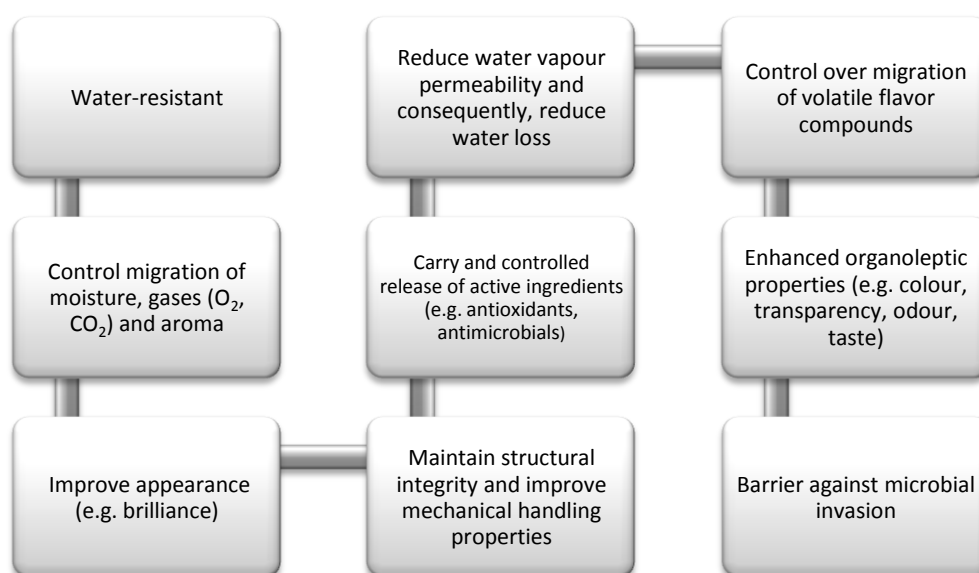 Water-resistant
Control migration of
moisture, gases (O₂,
CO₂) and aroma
Improve appearance
(e.g. brilliance)
Maintain structural
integrity and improve
mechanical handling
properties
Carry and controlled
release of active ingredients
(e.g. antioxidants,
antimicrobials)
Reduce water vapour
permeability and
consequently, reduce
water loss
Control over migration
of volatile flavor
compounds
Enhanced organoleptic
properties (e.g. colour,
transparency, odour,
taste)
Barrier against microbial
invasion